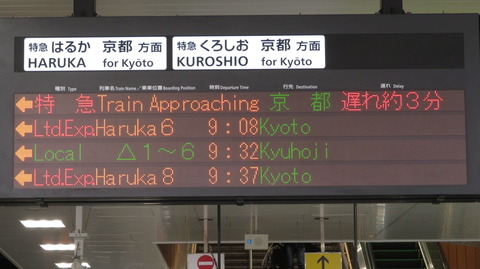 特急 はるか 京都 方面
HARUKA for Kyōto
特急 くろしお 京都 方面
KUROSHIO for Kyōto
種別 Type 列車名 Train Name/乗車位置 Boarding Position 時刻 Departure Time 行先 Destination 遅れ Delay
←特 急 Train Approaching 京 都 遅れ約3分
←Ltd.Exp.Haruka 6 9:08 Kyoto
←Local △1~6 9:32 Kyuhoji
←Ltd.Exp.Haruka 8 9:37 Kyoto